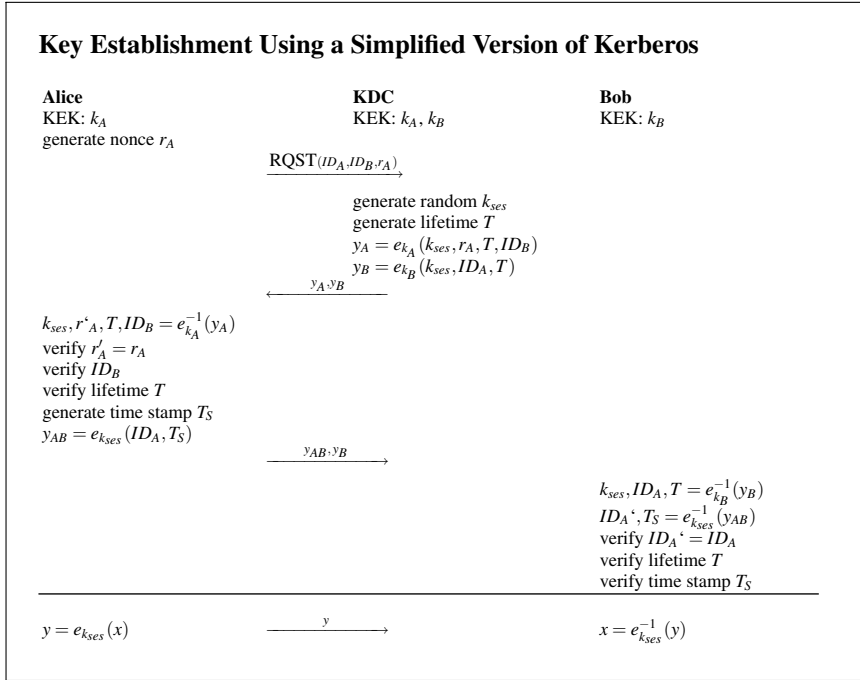 Key Establishment Using a Simplified Version of Kerberos
Alice KDC Bob
KEK: k_A KEK: k_A, k_B KEK: k_B
generate nonce r_A
RQST(ID_A,ID_B,r_A)
generate random k_ses
generate lifetime T
y_A = e_{k_A}(k_ses, r_A, T, ID_B)
y_B = e_{k_B}(k_ses, ID_A, T)
y_A,y_B
k_ses, r‘_A, T, ID_B = e^{-1}_{k_A}(y_A)
verify r'_A = r_A
verify ID_B
verify lifetime T
generate time stamp T_S
y_AB = e_{k_ses}(ID_A, T_S)
y_AB,y_B
k_ses, ID_A, T = e^{-1}_{k_B}(y_B)
ID_A‘, T_S = e^{-1}_{k_ses}(y_AB)
verify ID_A‘ = ID_A
verify lifetime T
verify time stamp T_S
y = e_{k_ses}(x) y x = e^{-1}_{k_ses}(y)